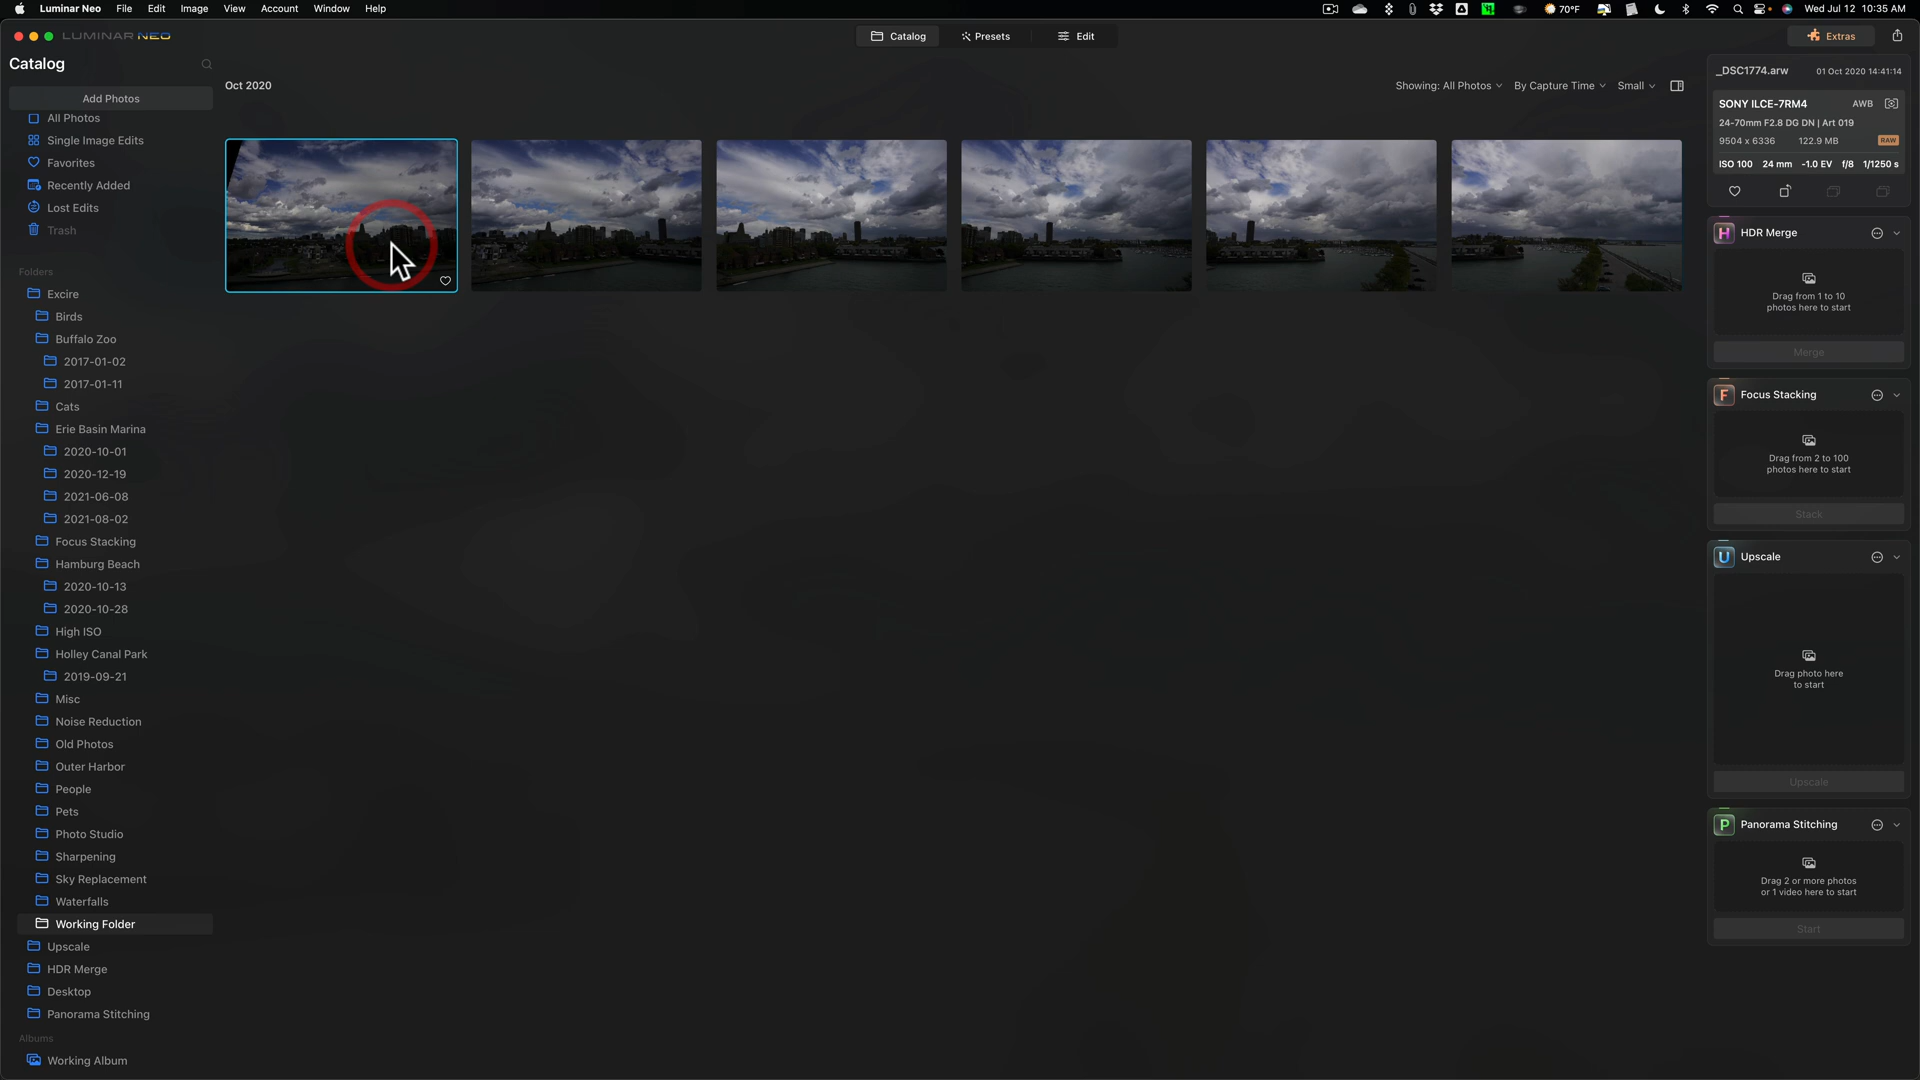 Luminar Neo File Edit Image View Account Window Help
70°F Wed Jul 12 10:35 AM
LUMINAR NEO
Catalog Presets Edit
Extras
Catalog
Add Photos
All Photos
Single Image Edits
Favorites
Recently Added
Lost Edits
Trash
Folders
Excire
Birds
Buffalo Zoo
2017-01-02
2017-01-11
Cats
Erie Basin Marina
2020-10-01
2020-12-19
2021-06-08
2021-08-02
Focus Stacking
Hamburg Beach
2020-10-13
2020-10-28
High ISO
Holley Canal Park
2019-09-21
Misc
Noise Reduction
Old Photos
Outer Harbor
People
Pets
Photo Studio
Sharpening
Sky Replacement
Waterfalls
Working Folder
Upscale
HDR Merge
Desktop
Panorama Stitching
Albums
Working Album
Oct 2020
Showing: All Photos By Capture Time Small
_DSC1774.arw 01 Oct 2020 14:41:14
SONY ILCE-7RM4 AWB
24-70mm F2.8 DG DN | Art 019
9504 x 6336 122.9 MB RAW
ISO 100 24 mm -1.0 EV f/8 1/1250 s
H HDR Merge
Drag from 1 to 10
photos here to start
Merge
F Focus Stacking
Drag from 2 to 100
photos here to start
Stack
U Upscale
Drag photo here
to start
Upscale
P Panorama Stitching
Drag 2 or more photos
or 1 video here to start
Start